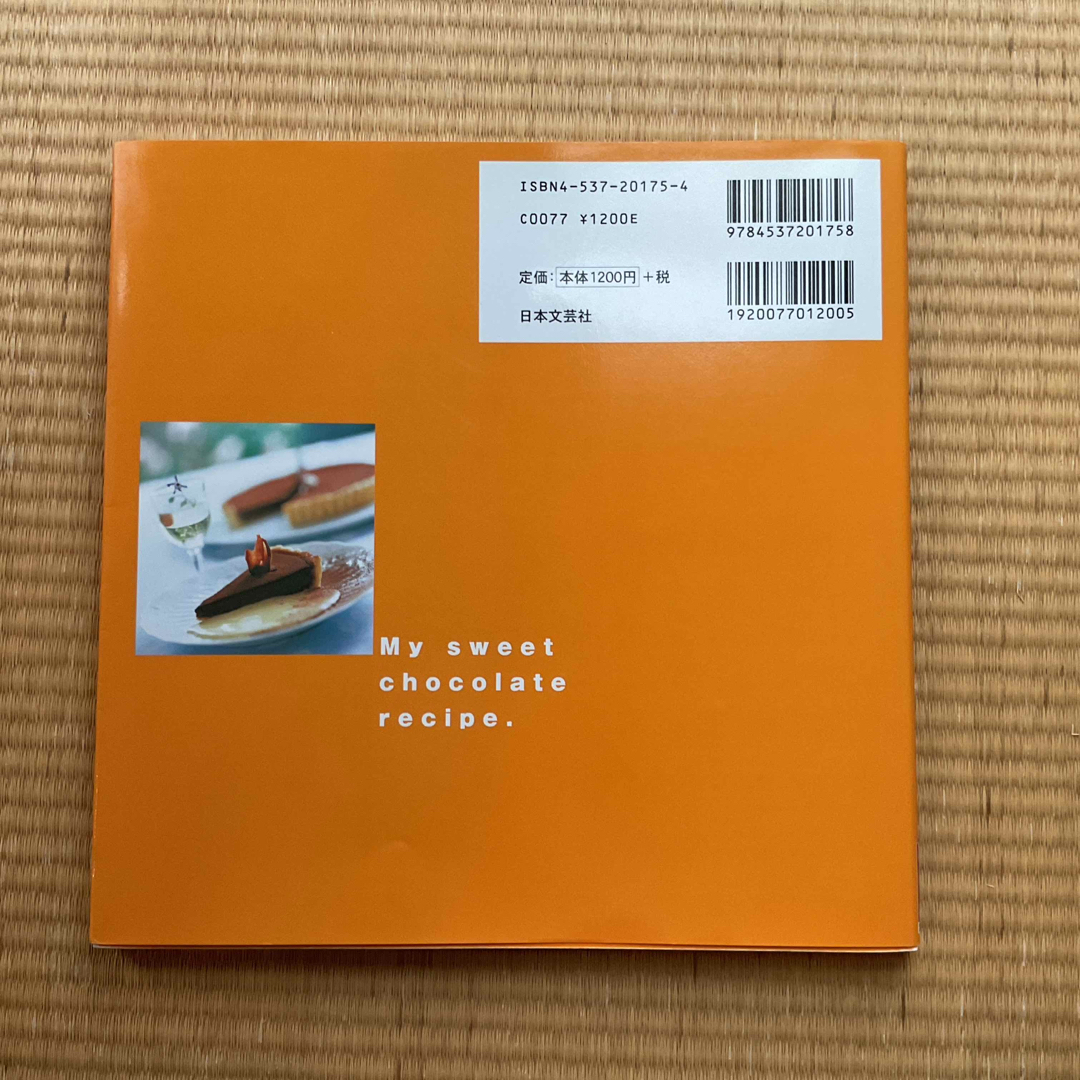 ISBN4-537-20175-4
C0077 ¥1200E
9784537201758
定価：本体1200円＋税
日本文芸社
1920077012005
My sweet
chocolate
recipe.